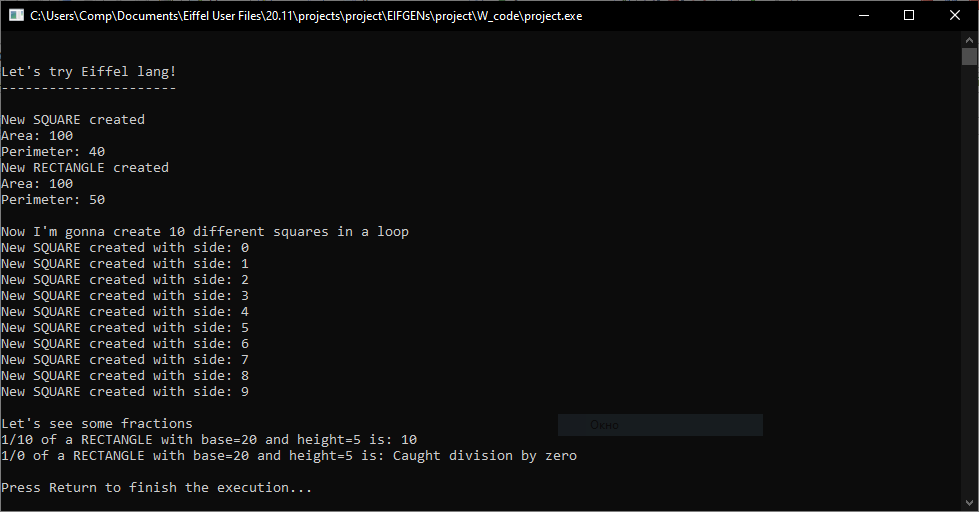 C:\Users\Comp\Documents\Eiffel User Files\20.11\projects\project\EIFGENs\project\W_code\project.exe
Let's try Eiffel lang!
----------------------
New SQUARE created
Area: 100
Perimeter: 40
New RECTANGLE created
Area: 100
Perimeter: 50
Now I'm gonna create 10 different squares in a loop
New SQUARE created with side: 0
New SQUARE created with side: 1
New SQUARE created with side: 2
New SQUARE created with side: 3
New SQUARE created with side: 4
New SQUARE created with side: 5
New SQUARE created with side: 6
New SQUARE created with side: 7
New SQUARE created with side: 8
New SQUARE created with side: 9
Let's see some fractions
Окно
1/10 of a RECTANGLE with base=20 and height=5 is: 10
1/0 of a RECTANGLE with base=20 and height=5 is: Caught division by zero
Press Return to finish the execution...